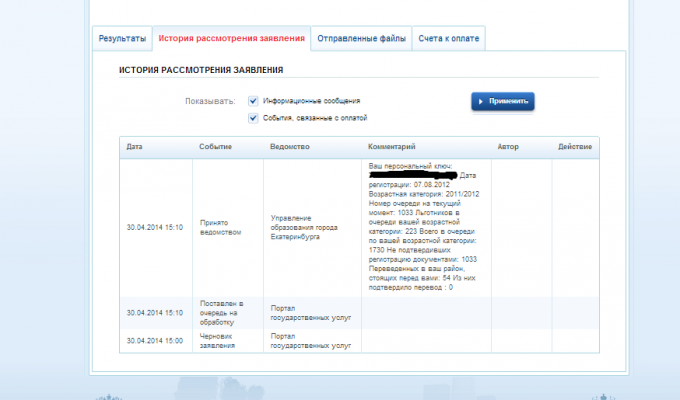 Результаты
История рассмотрения заявления
Отправленные файлы
Счета к оплате
ИСТОРИЯ РАССМОТРЕНИЯ ЗАЯВЛЕНИЯ
Показывать:
Информационные сообщения
Применить
События, связанные с оплатой
Дата
Событие
Ведомство
Комментарий
Автор
Действие
30.04.2014 15:10
Принято
ведомством
Управление
образования города
Екатеринбурга
Ваш персональный ключ:
Дата
регистрации: 07.08.2012
Возрастная категория: 2011/2012
Номер очереди на текущий
момент: 1033 Льготников в
очереди вашей возрастной
категории: 223 Всего в очереди
по вашей возрастной категории:
1730 Не подтвердивших
регистрацию документами: 1033
Переведенных в ваш район,
стоящих перед вами: 54 Из них
подтвердило перевод : 0
30.04.2014 15:10
Поставлен в
очередь на
обработку
Портал
государственных услуг
30.04.2014 15:00
Черновик
заявления
Портал
государственных услуг